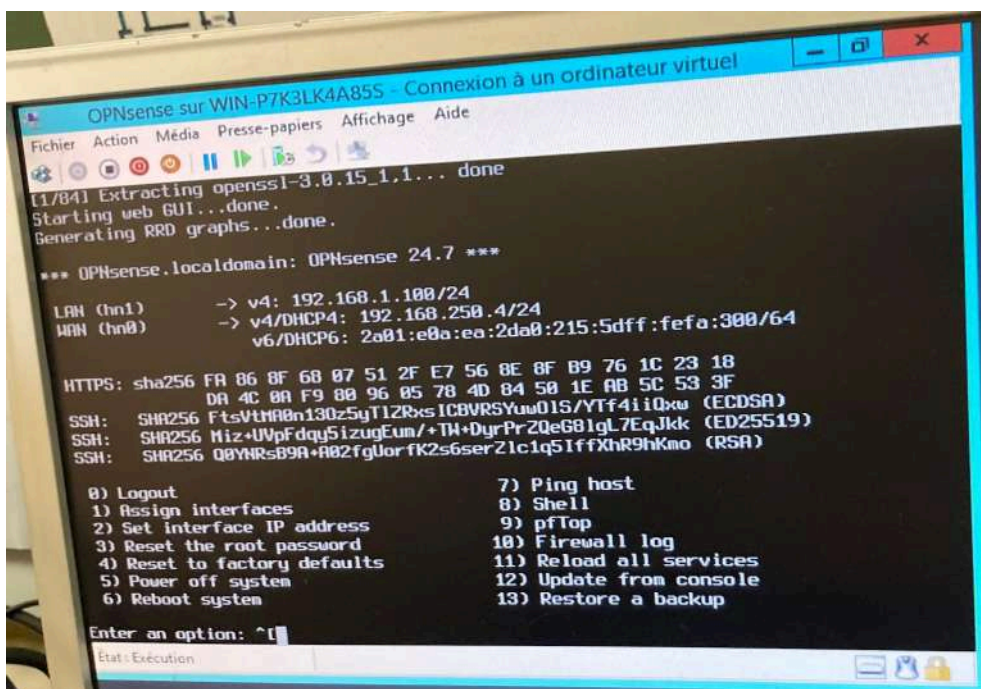 OPNsense sur WIN-P7K3LK4A85S - Connexion à un ordinateur virtuel
Fichier Action Média Presse-papiers Affichage Aide
[1/84] Extracting openssl-3.0.15_1,1... done
Starting web GUI...done.
Generating RRD graphs...done.
*** OPNsense.localdomain: OPNsense 24.7 ***
LAN (hn1) -> v4: 192.168.1.100/24
WAN (hn0) -> v4/DHCP4: 192.168.250.4/24
v6/DHCP6: 2a01:e0a:ea:2da0:215:5dff:fefa:300/64
HTTPS: sha256 FA 86 8F 68 07 51 2F E7 56 8E 8F B9 76 1C 23 18
DA 4C 0A F9 80 96 05 78 4D 84 50 1E AB 5C 53 3F
SSH: SHA256 FtsVtMA0n13Oz5yTlZRxsICBVRSYuwO1S/YTf4iiQxw (ECDSA)
SSH: SHA256 Miz+UVpFdqy5izugEum/+TW+DyrPrZQeG8lgL7EqJkk (ED25519)
SSH: SHA256 Q0YNRsB9A+A02fgUorfK2s6serZlc1q5IffXhR9hKmo (RSA)
0) Logout 7) Ping host
1) Assign interfaces 8) Shell
2) Set interface IP address 9) pfTop
3) Reset the root password 10) Firewall log
4) Reset to factory defaults 11) Reload all services
5) Power off system 12) Update from console
6) Reboot system 13) Restore a backup
Enter an option: ^[
État : Exécution